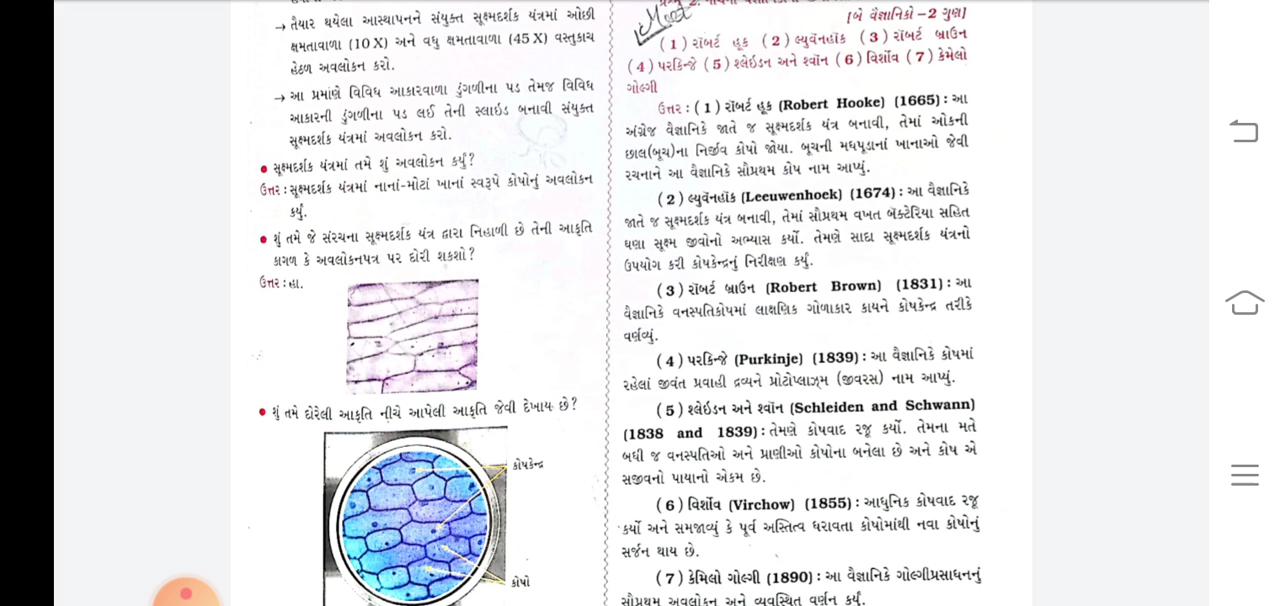 → તૈયાર થયેલા આસ્થાપનને સંયુક્ત સૂક્ષ્મદર્શક યંત્રમાં ઓછી
ક્ષમતાવાળા (10 X) અને વધુ ક્ષમતાવાળા (45 X) વસ્તુકાચ
હેઠળ અવલોકન કરો.
→ આ પ્રમાણે વિવિધ આકારવાળા ડુંગળીના પડ તેમજ વિવિધ
આકારની ડુંગળીના પડ લઈ તેની સ્લાઇડ બનાવી સંયુક્ત
સૂક્ષ્મદર્શક યંત્રમાં અવલોકન કરો.
● સૂક્ષ્મદર્શક યંત્રમાં તમે શું અવલોકન કર્યું?
ઉત્તર : સૂક્ષ્મદર્શક યંત્રમાં નાનાં-મોટાં ખાનાં સ્વરૂપે કોષોનું અવલોકન
કર્યું.
● શું તમે જે સંરચના સૂક્ષ્મદર્શક યંત્ર દ્વારા નિહાળી છે તેની આકૃતિ
કાગળ કે અવલોકનપત્ર પર દોરી શકશો?
ઉત્તર : હા.
● શું તમે દોરેલી આકૃતિ નીચે આપેલી આકૃતિ જેવી દેખાય છે?
કોષકેન્દ્ર
કોષો
[બે વૈજ્ઞાનિકો – 2 ગુણ]
(1) રૉબર્ટ હૂક (2) લ્યુવૅનહૉક (3) રૉબર્ટ બ્રાઉન
(4) પરકિન્જે (5) શ્લેઇડન અને શ્વૉન (6) વિર્શોવ (7) કેમેલો
ગોલ્ગી
ઉત્તર : (1) રૉબર્ટ હૂક (Robert Hooke) (1665) : આ
અંગ્રેજ વૈજ્ઞાનિકે જાતે જ સૂક્ષ્મદર્શક યંત્ર બનાવી, તેમાં ઓકની
છાલ(બૂચ)ના નિર્જીવ કોષો જોયા. બૂચની મધપૂડાનાં ખાનાઓ જેવી
રચનાને આ વૈજ્ઞાનિકે સૌપ્રથમ કોષ નામ આપ્યું.
(2) લ્યુવૅનહૉક (Leeuwenhoek) (1674) : આ વૈજ્ઞાનિકે
જાતે જ સૂક્ષ્મદર્શક યંત્ર બનાવી, તેમાં સૌપ્રથમ વખત બૅક્ટેરિયા સહિત
ઘણા સૂક્ષ્મ જીવોનો અભ્યાસ કર્યો. તેમણે સાદા સૂક્ષ્મદર્શક યંત્રનો
ઉપયોગ કરી કોષકેન્દ્રનું નિરીક્ષણ કર્યું.
(3) રૉબર્ટ બ્રાઉન (Robert Brown) (1831) : આ
વૈજ્ઞાનિકે વનસ્પતિકોષમાં લાક્ષણિક ગોળાકાર કાયને કોષકેન્દ્ર તરીકે
વર્ણવ્યું.
(4) પરકિન્જે (Purkinje) (1839) : આ વૈજ્ઞાનિકે કોષમાં
રહેલાં જીવંત પ્રવાહી દ્રવ્યને પ્રોટોપ્લાઝ્મ (જીવરસ) નામ આપ્યું.
(5) શ્લેઇડન અને શ્વૉન (Schleiden and Schwann)
(1838 and 1839) : તેમણે કોષવાદ રજૂ કર્યો. તેમના મતે
બધી જ વનસ્પતિઓ અને પ્રાણીઓ કોષોના બનેલા છે અને કોષ એ
સજીવનો પાયાનો એકમ છે.
(6) વિર્શોવ (Virchow) (1855) : આધુનિક કોષવાદ રજૂ
કર્યો અને સમજાવ્યું કે પૂર્વ અસ્તિત્વ ધરાવતા કોષોમાંથી નવા કોષોનું
સર્જન થાય છે.
(7) કેમિલો ગોલ્ગી (1890) : આ વૈજ્ઞાનિકે ગોલ્ગીપ્રસાધનનું
સૌપ્રથમ અવલોકન અને વ્યવસ્થિત વર્ણન કર્યું.